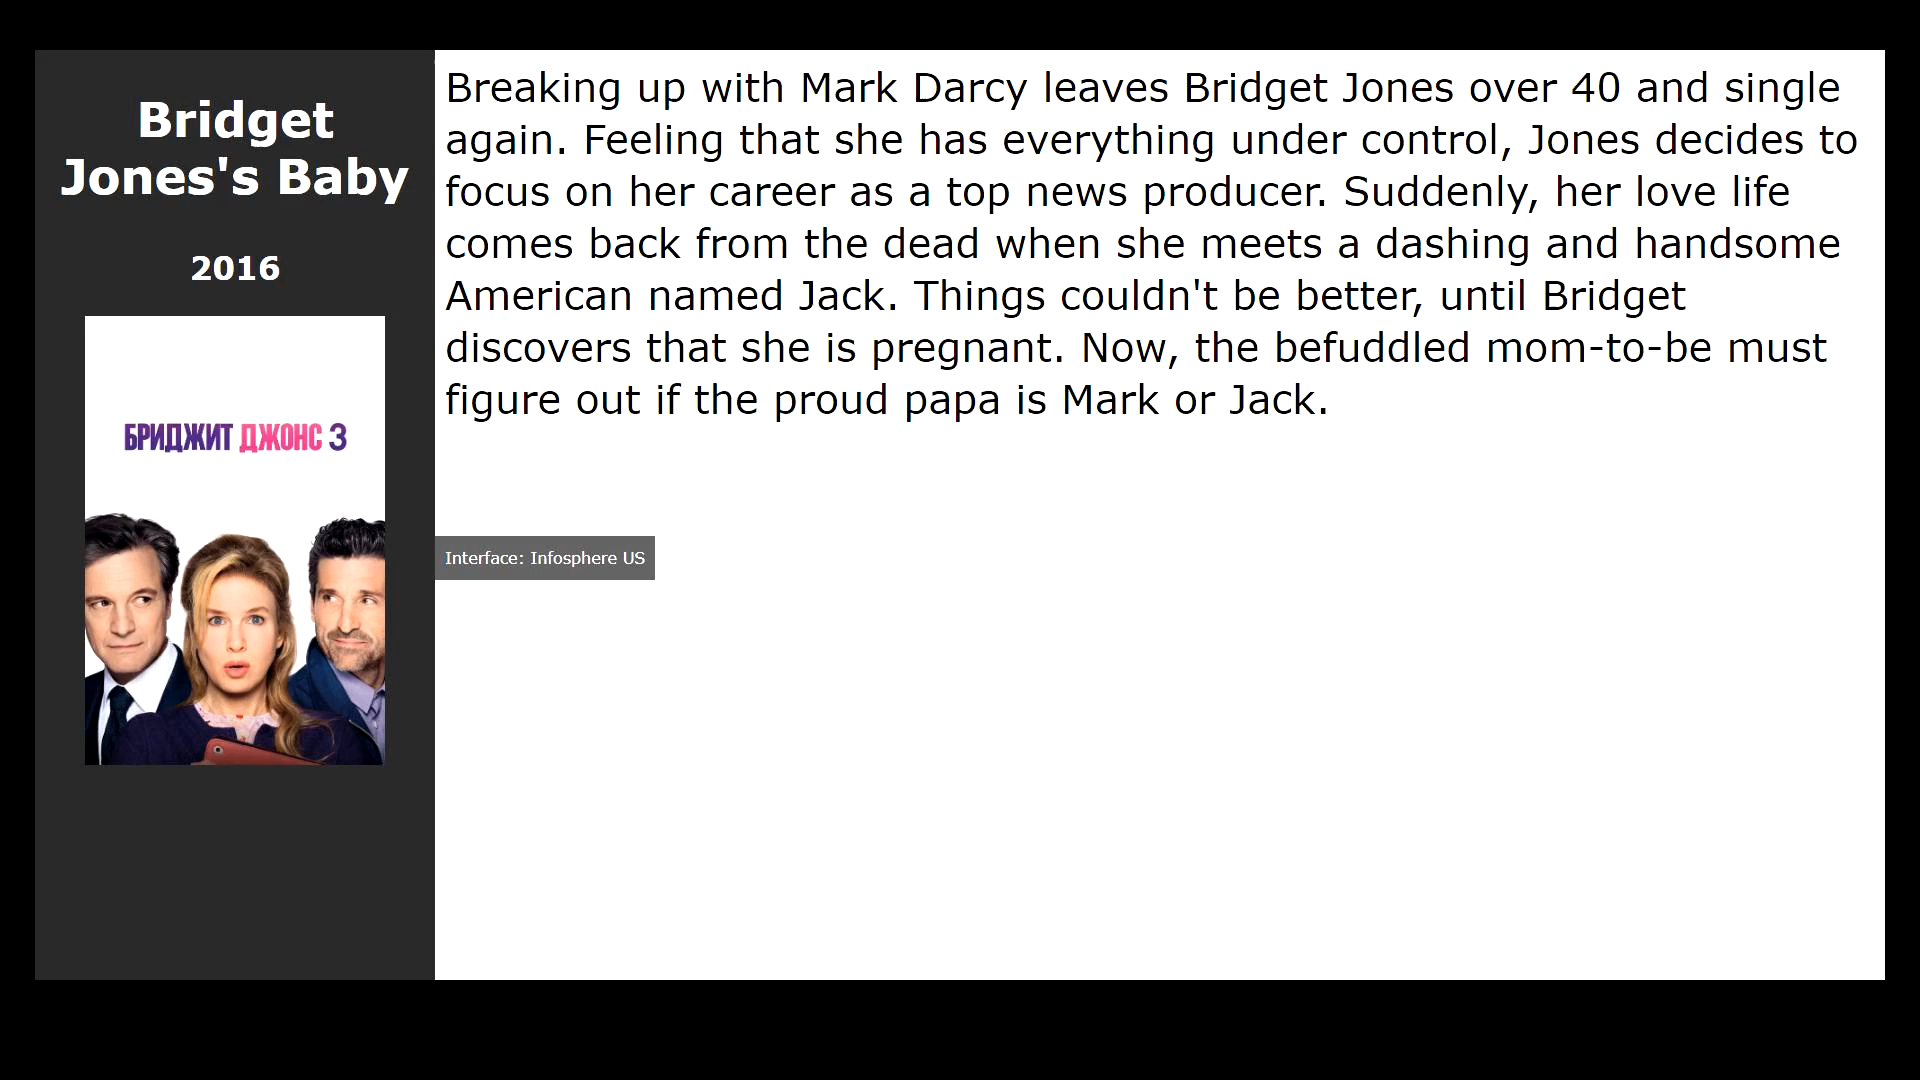 Bridget
Jones's Baby
2016
БРИДЖИТ ДЖОНС 3
Breaking up with Mark Darcy leaves Bridget Jones over 40 and single
again. Feeling that she has everything under control, Jones decides to
focus on her career as a top news producer. Suddenly, her love life
comes back from the dead when she meets a dashing and handsome
American named Jack. Things couldn't be better, until Bridget
discovers that she is pregnant. Now, the befuddled mom-to-be must
figure out if the proud papa is Mark or Jack.
Interface: Infosphere US